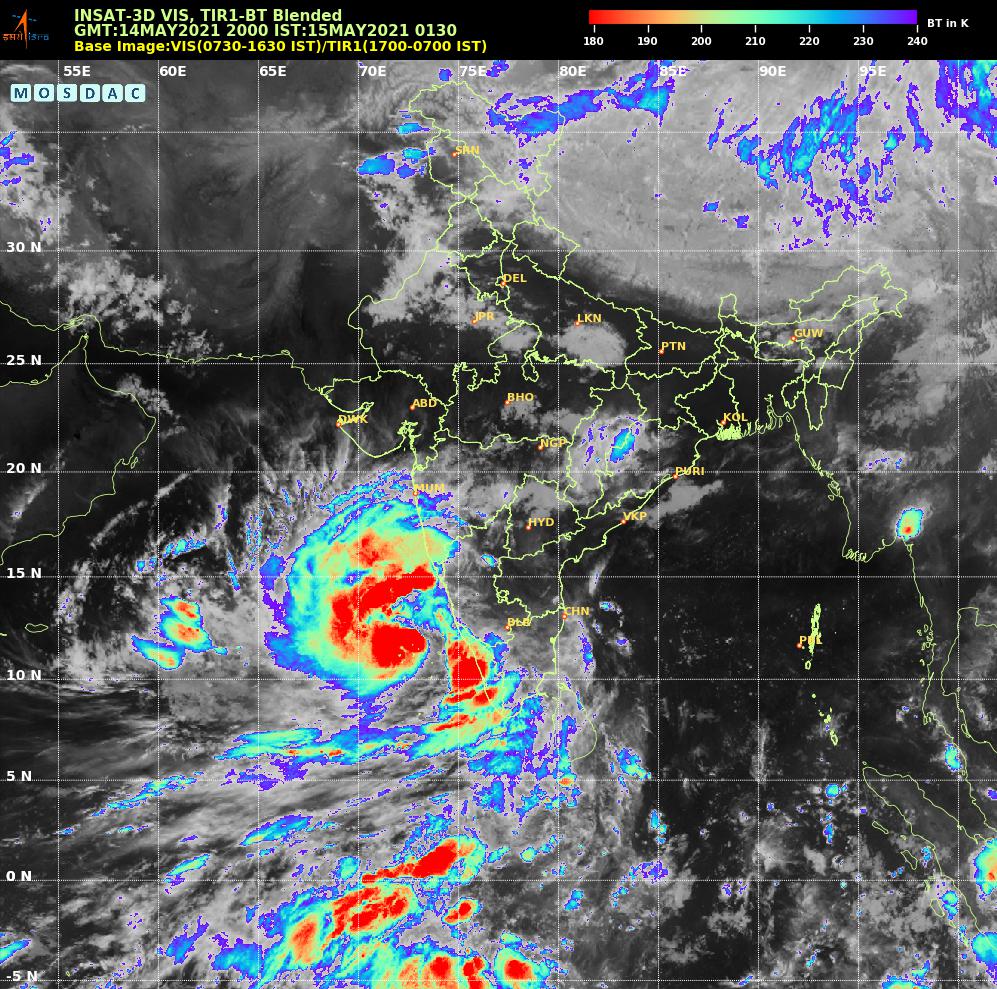 INSAT-3D VIS, TIR1-BT Blended
GMT:14MAY2021 2000 IST:15MAY2021 0130
Base Image:VIS(0730-1630 IST)/TIR1(1700-0700 IST)
BT in K
180 190 200 210 220 230 240
55E 60E 65E 70E 75E 80E 85E 90E 95E
MOSDAC
SRN
30 N
DEL
JPR LKN
GUW
PTN
25 N
BHO
ABD
DWK KOL
NGP
20 N
PURI
MUM
HYD VKP
15 N
CHN
BLR
10 N
5 N
0 N
-5 N